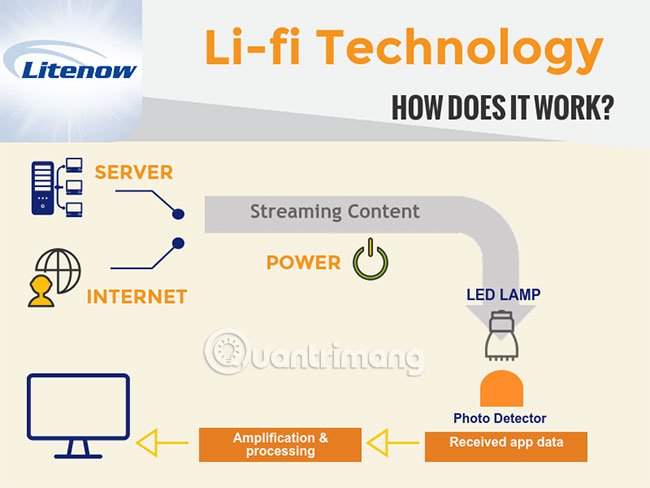 Litenow
Li-fi Technology
HOW DOES IT WORK?
SERVER
Streaming Content
POWER
INTERNET
LED LAMP
Quantrimang
Photo Detector
Amplification &
processing
Received app data